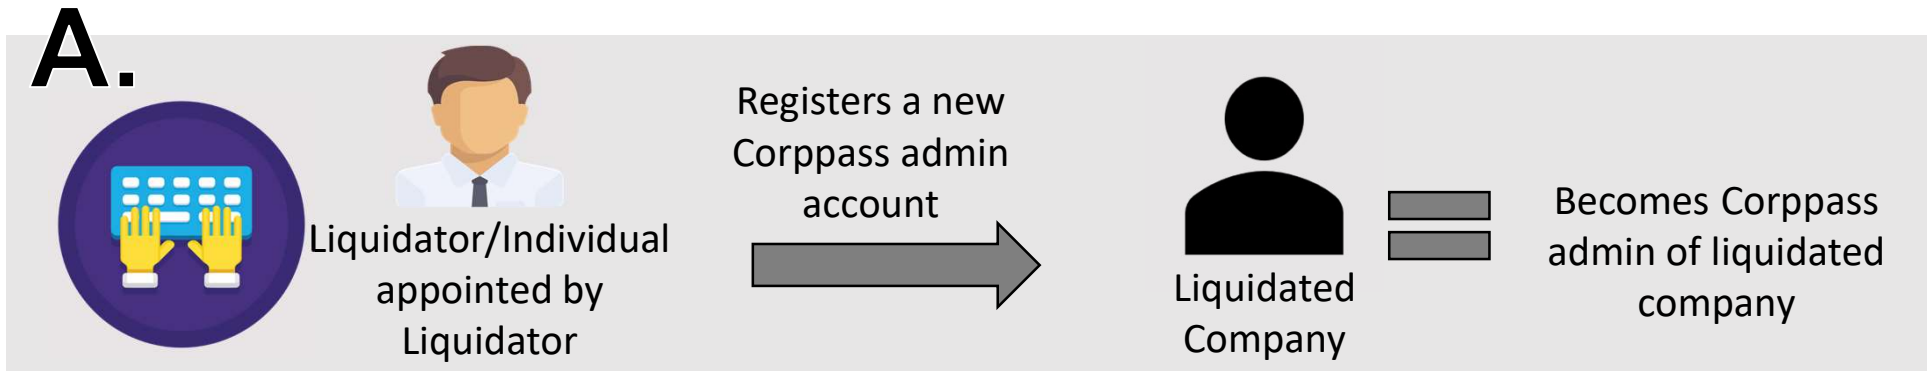 A.
Liquidator/Individual
appointed by
Liquidator
Registers a new
Corppass admin
account
Liquidated
Company
Becomes Corppass
admin of liquidated
company